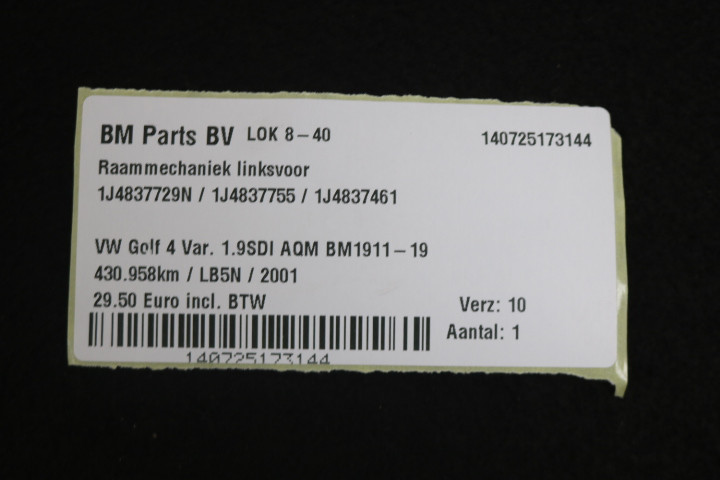 BM Parts BV LOK 8-40 140725173144
Raammechaniek linksvoor
1J4837729N / 1J4837755 / 1J4837461
VW Golf 4 Var. 1.9SDI AQM BM1911-19
430.958km / LB5N / 2001
29.50 Euro incl. BTW Verz: 10
Aantal: 1
140725173144